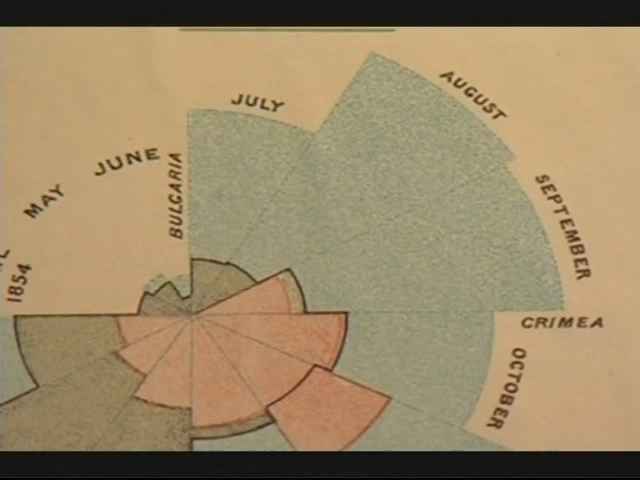 1854
MAY
JUNE
BULGARIA
JULY
AUGUST
SEPTEMBER
CRIMEA
OCTOBER